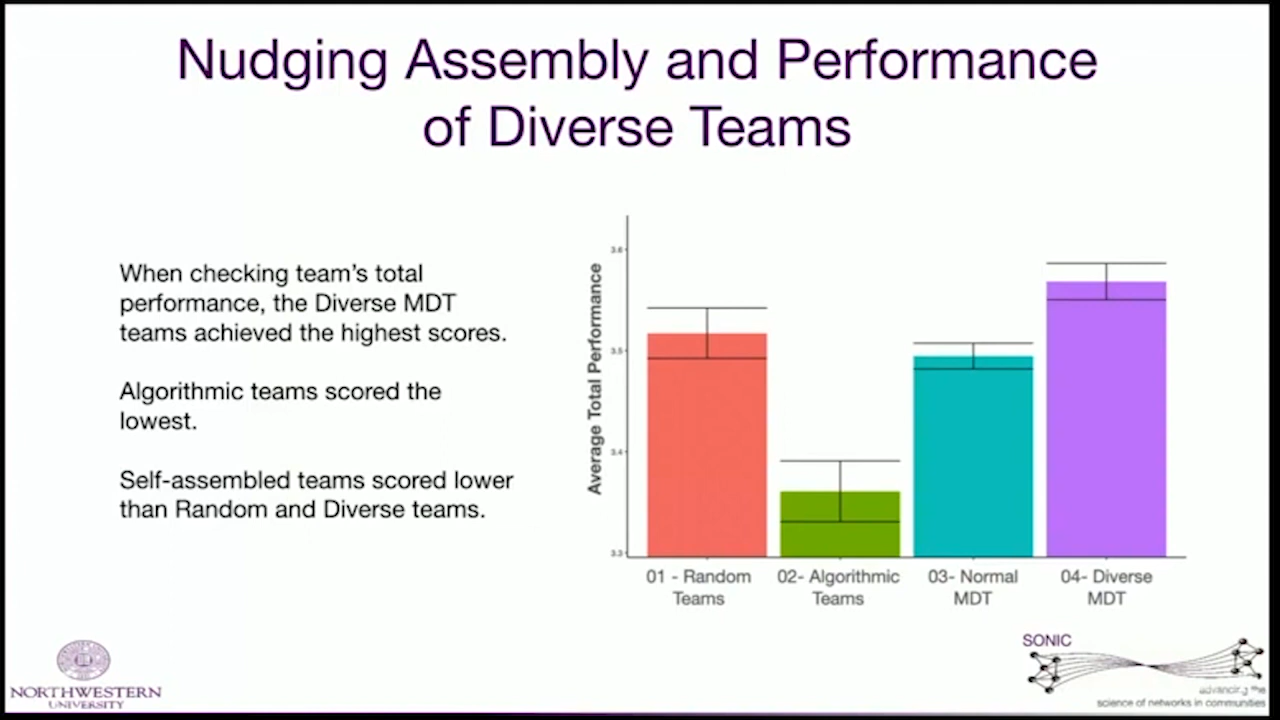 Nudging Assembly and Performance
of Diverse Teams
When checking team's total
performance, the Diverse MDT
teams achieved the highest scores.
Algorithmic teams scored the
lowest.
Self-assembled teams scored lower
than Random and Diverse teams.
Average Total Performance
3.6
3.5
3.4
3.3
01 - Random
Teams
02- Algorithmic
Teams
03- Normal
MDT
04- Diverse
MDT
NORTHWESTERN
UNIVERSITY
SONIC
advancing the
science of networks in communities